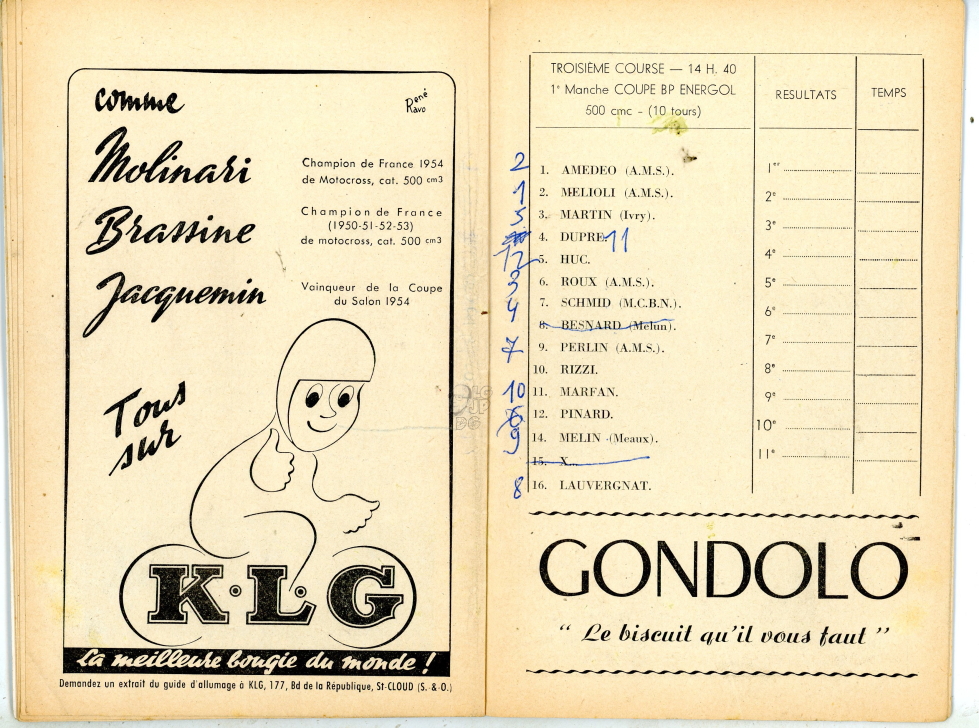 comme
René
Ravo
Molinari
Champion de France 1954
de Motocross, cat. 500 cm3
Brassine
Champion de France
(1950-51-52-53)
de motocross, cat. 500 cm3
Jacquemin
Vainqueur de la Coupe
du Salon 1954
Tous
sur
K·L·G
La meilleure bougie du monde !
Demandez un extrait du guide d'allumage à KLG, 177, Bd de la République, St-CLOUD (S.-&-O.)
TROISIÈME COURSE — 14 H. 40
1e Manche COUPE BP ENERGOL
500 cmc - (10 tours)
RESULTATS
TEMPS
2 1. AMEDEO (A.M.S.).
1 2. MELIOLI (A.M.S.).
5 3. MARTIN (Ivry).
4. DUPRE. 11
12 5. HUC.
3 6. ROUX (A.M.S.).
4 7. SCHMID (M.C.B.N.).
8. BESNARD (Melun).
7 9. PERLIN (A.M.S.).
10. RIZZI.
10 11. MARFAN.
6 12. PINARD.
9 14. MELIN (Meaux).
15. X...
8 16. LAUVERGNAT.
1er
2e
3e
4e
5e
6e
7e
8e
9e
10e
11e
GONDOLO
“ Le biscuit qu'il vous faut ”